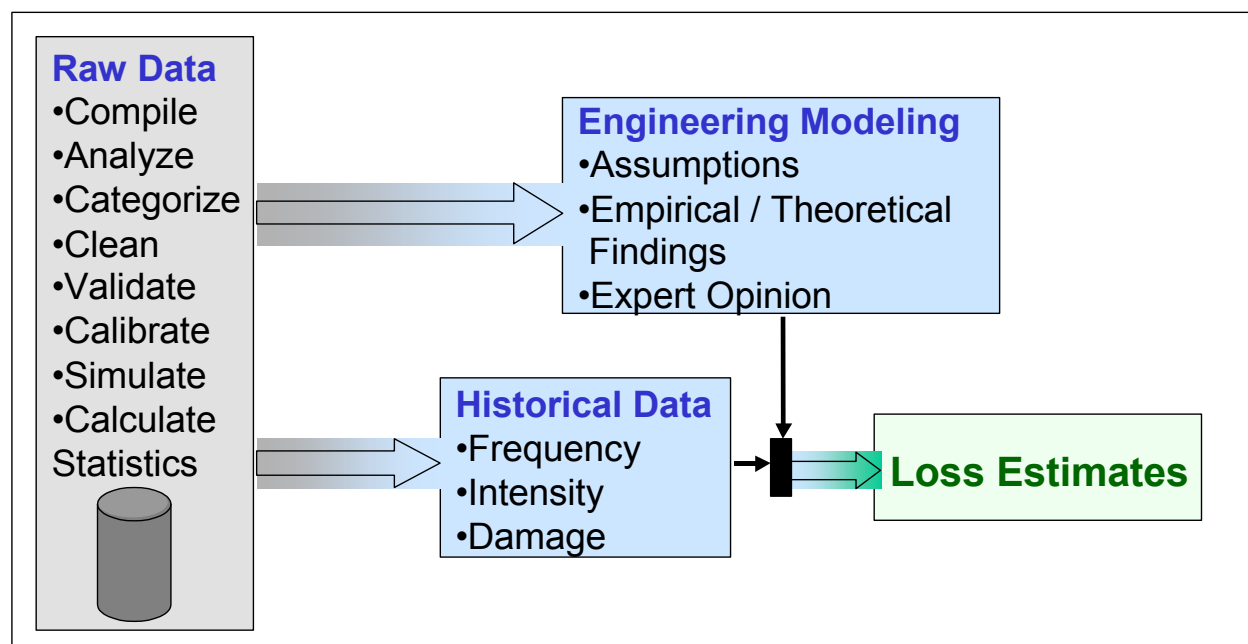 Raw Data
•Compile
•Analyze
•Categorize
•Clean
•Validate
•Calibrate
•Simulate
•Calculate
Statistics
Engineering Modeling
•Assumptions
•Empirical / Theoretical
Findings
•Expert Opinion
Historical Data
•Frequency
•Intensity
•Damage
Loss Estimates